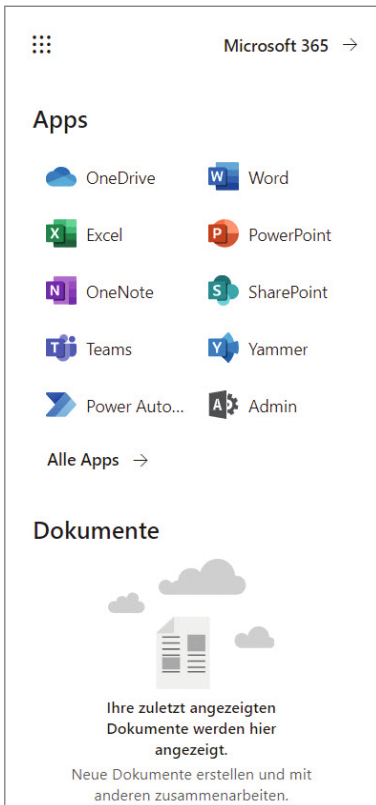 Microsoft 365 →
Apps
OneDrive
Word
Excel
PowerPoint
OneNote
SharePoint
Teams
Yammer
Power Auto...
Admin
Alle Apps →
Dokumente
Ihre zuletzt angezeigten
Dokumente werden hier
angezeigt.
Neue Dokumente erstellen und mit
anderen zusammenarbeiten.